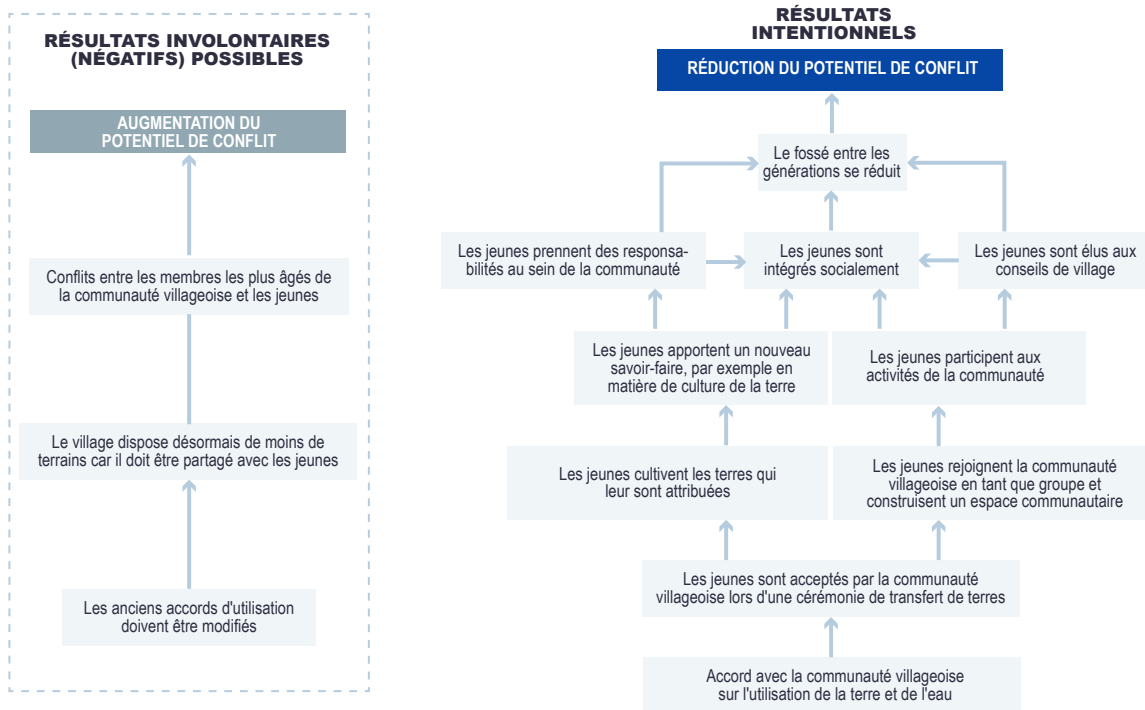 RÉSULTATS INVOLONTAIRES
(NÉGATIFS) POSSIBLES
AUGMENTATION DU
POTENTIEL DE CONFLIT
Conflits entre les membres les plus âgés de
la communauté villageoise et les jeunes
Le village dispose désormais de moins de
terrains car il doit être partagé avec les jeunes
Les anciens accords d'utilisation
doivent être modifiés
RÉSULTATS
INTENTIONNELS
RÉDUCTION DU POTENTIEL DE CONFLIT
Le fossé entre les
générations se réduit
Les jeunes prennent des responsa-
bilités au sein de la communauté
Les jeunes sont
intégrés socialement
Les jeunes sont élus aux
conseils de village
Les jeunes apportent un nouveau
savoir-faire, par exemple en
matière de culture de la terre
Les jeunes participent aux
activités de la communauté
Les jeunes cultivent les terres qui
leur sont attribuées
Les jeunes rejoignent la communauté
villageoise en tant que groupe et
construisent un espace communautaire
Les jeunes sont acceptés par la communauté
villageoise lors d'une cérémonie de transfert de terres
Accord avec la communauté villageoise
sur l'utilisation de la terre et de l'eau